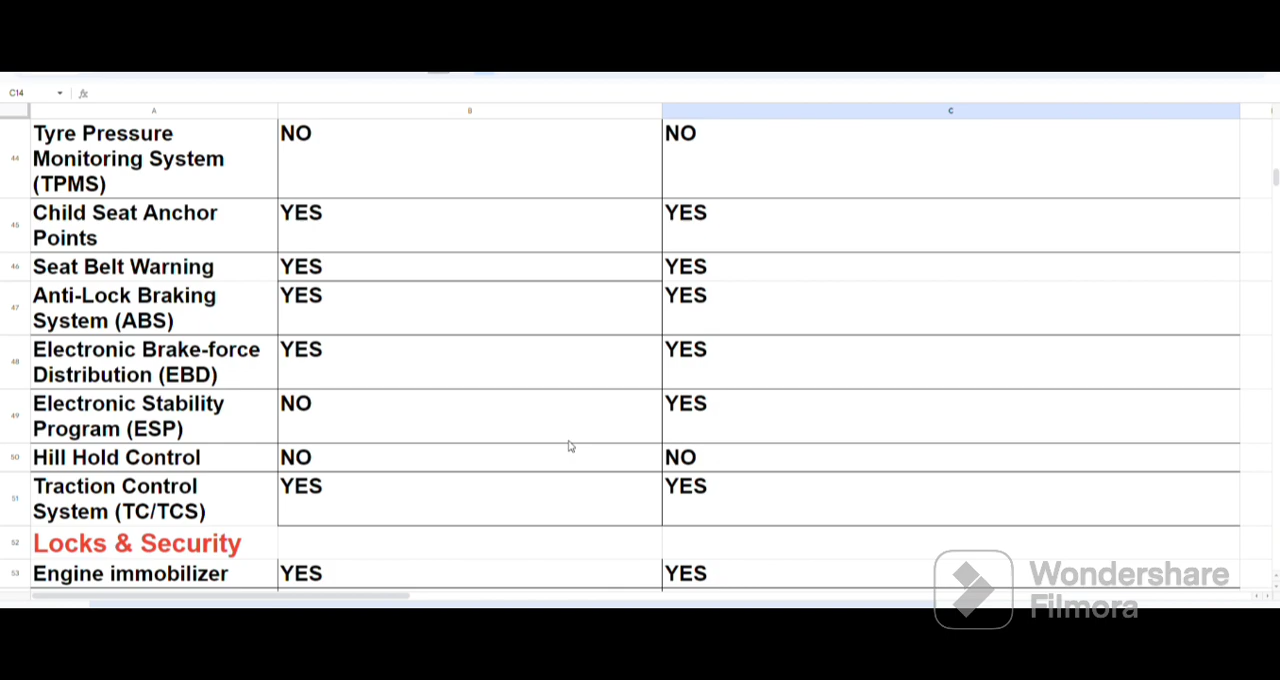 C14
A B C
44 Tyre Pressure Monitoring System (TPMS) NO NO
45 Child Seat Anchor Points YES YES
46 Seat Belt Warning YES YES
47 Anti-Lock Braking System (ABS) YES YES
48 Electronic Brake-force Distribution (EBD) YES YES
49 Electronic Stability Program (ESP) NO YES
50 Hill Hold Control NO NO
51 Traction Control System (TC/TCS) YES YES
52 Locks & Security
53 Engine immobilizer YES YES
Wondershare
Filmora